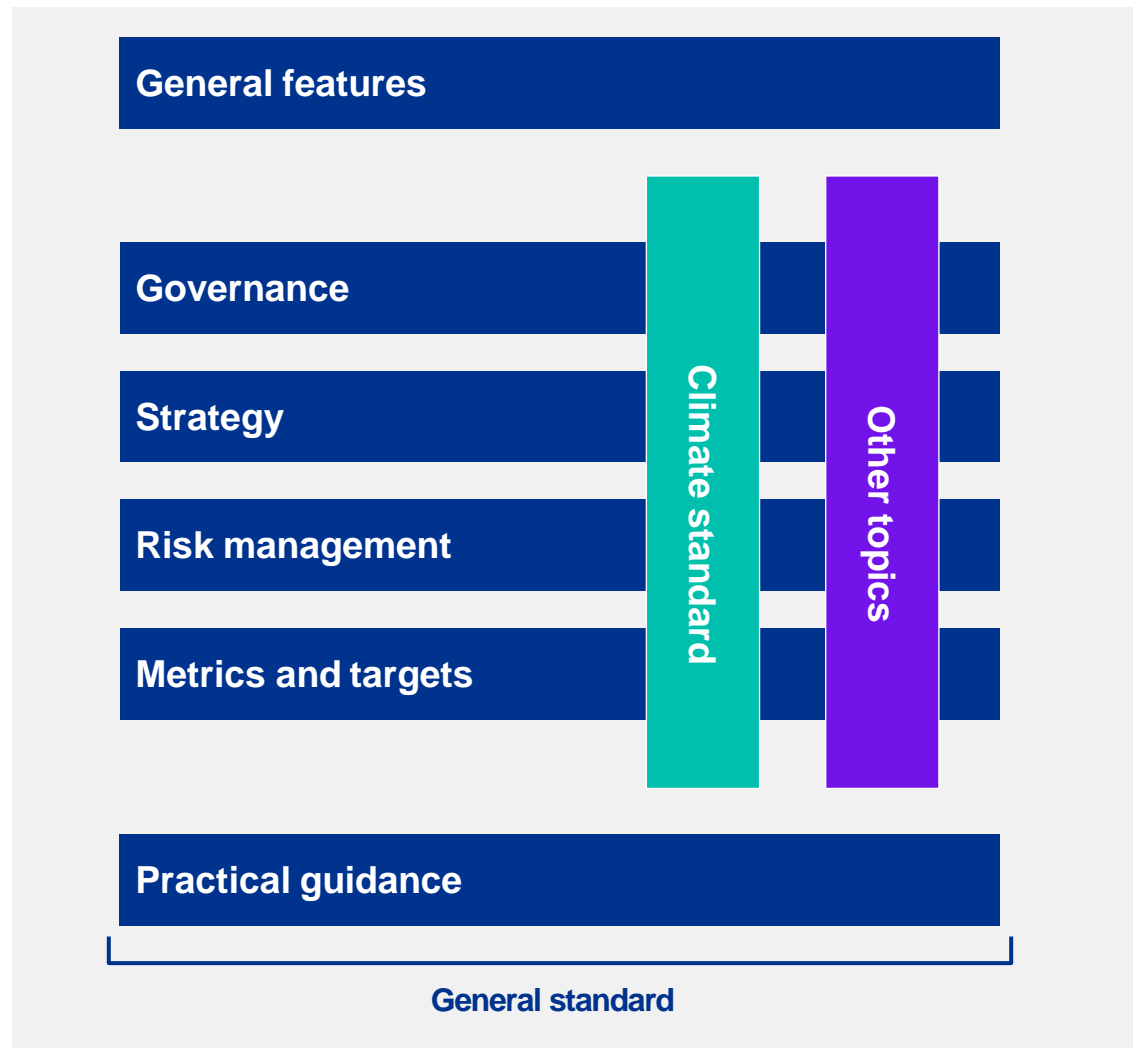 General features
Governance
Strategy
Risk management
Metrics and targets
Climate standard
Other topics
Practical guidance
General standard